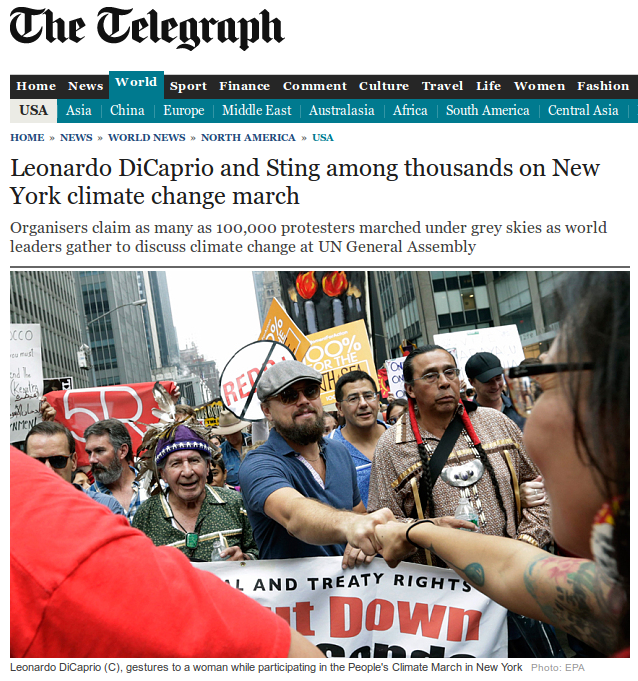 The Telegraph
Home News World Sport Finance Comment Culture Travel Life Women Fashion
USA Asia China Europe Middle East Australasia Africa South America Central Asia
HOME » NEWS » WORLD NEWS » NORTH AMERICA » USA
Leonardo DiCaprio and Sting among thousands on New
York climate change march
Organisers claim as many as 100,000 protesters marched under grey skies as world
leaders gather to discuss climate change at UN General Assembly
100%
FOR THE
AND TREATY RIGHTS
Down
Leonardo DiCaprio (C), gestures to a woman while participating in the People's Climate March in New York Photo: EPA